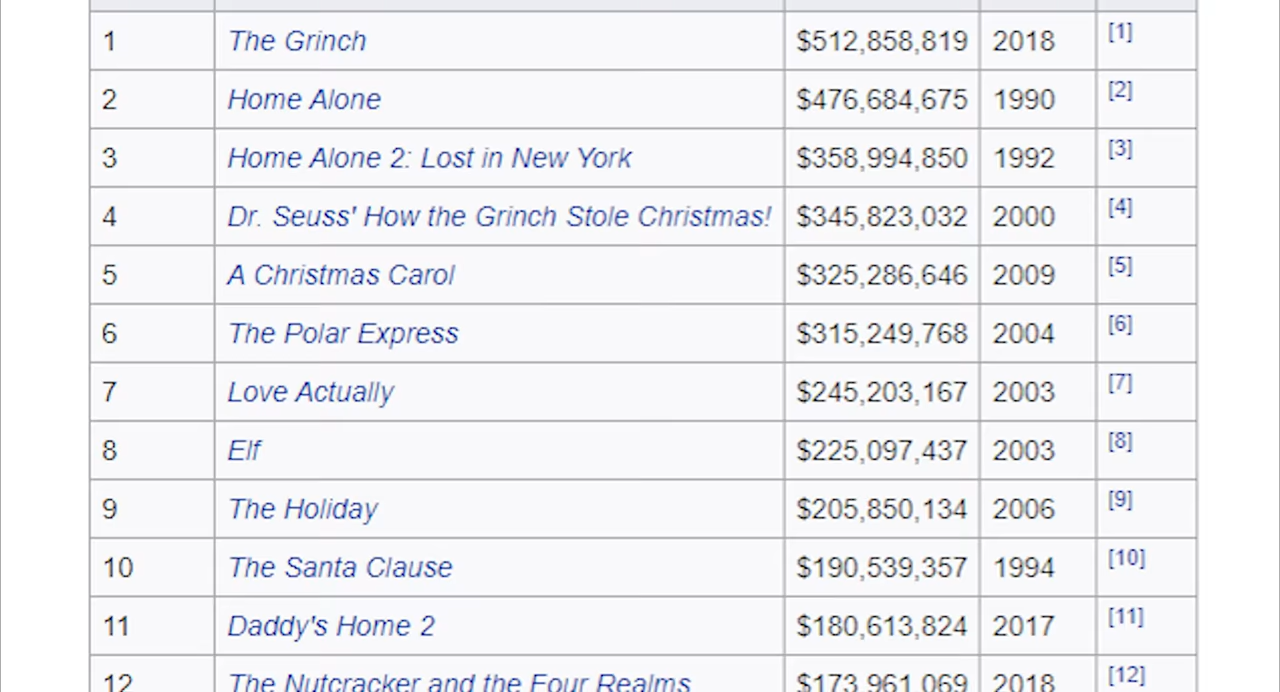 1 The Grinch $512,858,819 2018 [1]
2 Home Alone $476,684,675 1990 [2]
3 Home Alone 2: Lost in New York $358,994,850 1992 [3]
4 Dr. Seuss' How the Grinch Stole Christmas! $345,823,032 2000 [4]
5 A Christmas Carol $325,286,646 2009 [5]
6 The Polar Express $315,249,768 2004 [6]
7 Love Actually $245,203,167 2003 [7]
8 Elf $225,097,437 2003 [8]
9 The Holiday $205,850,134 2006 [9]
10 The Santa Clause $190,539,357 1994 [10]
11 Daddy's Home 2 $180,613,824 2017 [11]
12 The Nutcracker and the Four Realms $173,961,069 2018 [12]